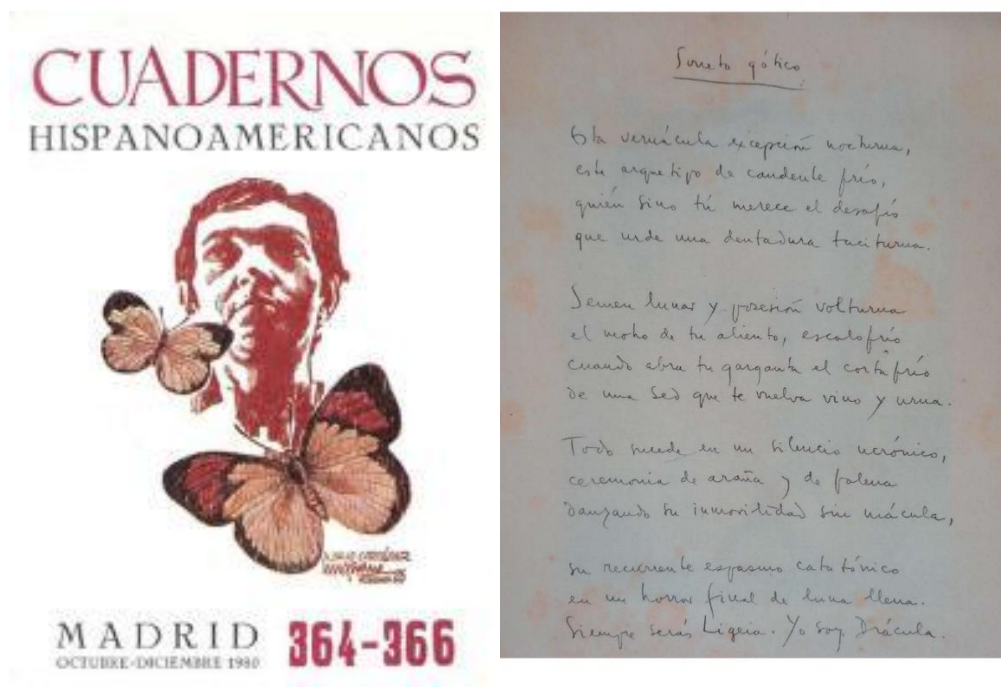 CUADERNOS
HISPANOAMERICANOS
JULIO CORTÁZAR
MADRID
OCTUBRE-DICIEMBRE 1980
364-366
Soneto gótico
Esta vernácula excepción nocturna,
este arquetipo de candente frío,
quién sino tú merece el desafío
que urde una dentadura taciturna.
Semen lunar y posesión volturna
el moho de tu aliento, escalofrío
cuando abra tu garganta el cortafrío
de una sed que te vuelva vino y urna.
Todo sucede en un silencio ucrónico,
ceremonia de araña y de falena
danzando su inmovilidad sin mácula,
su recurrente espasmo catatónico
en un horror final de luna llena.
Siempre serás Ligeia. Yo soy Drácula.